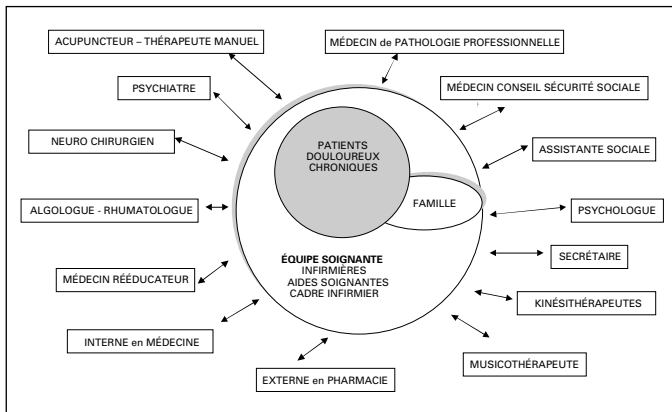 ACUPUNCTEUR – THÉRAPEUTE MANUEL
MÉDECIN de PATHOLOGIE PROFESSIONNELLE
PSYCHIATRE
MÉDECIN CONSEIL SÉCURITÉ SOCIALE
NEURO CHIRURGIEN
PATIENTS
DOULOUREUX
CHRONIQUES
ASSISTANTE SOCIALE
ALGOLOGUE - RHUMATOLOGUE
FAMILLE
PSYCHOLOGUE
ÉQUIPE SOIGNANTE
INFIRMIÈRES
AIDES SOIGNANTES
CADRE INFIRMIER
SECRÉTAIRE
MÉDECIN RÉÉDUCATEUR
KINÉSITHÉRAPEUTES
INTERNE en MÉDECINE
MUSICOTHÉRAPEUTE
EXTERNE en PHARMACIE